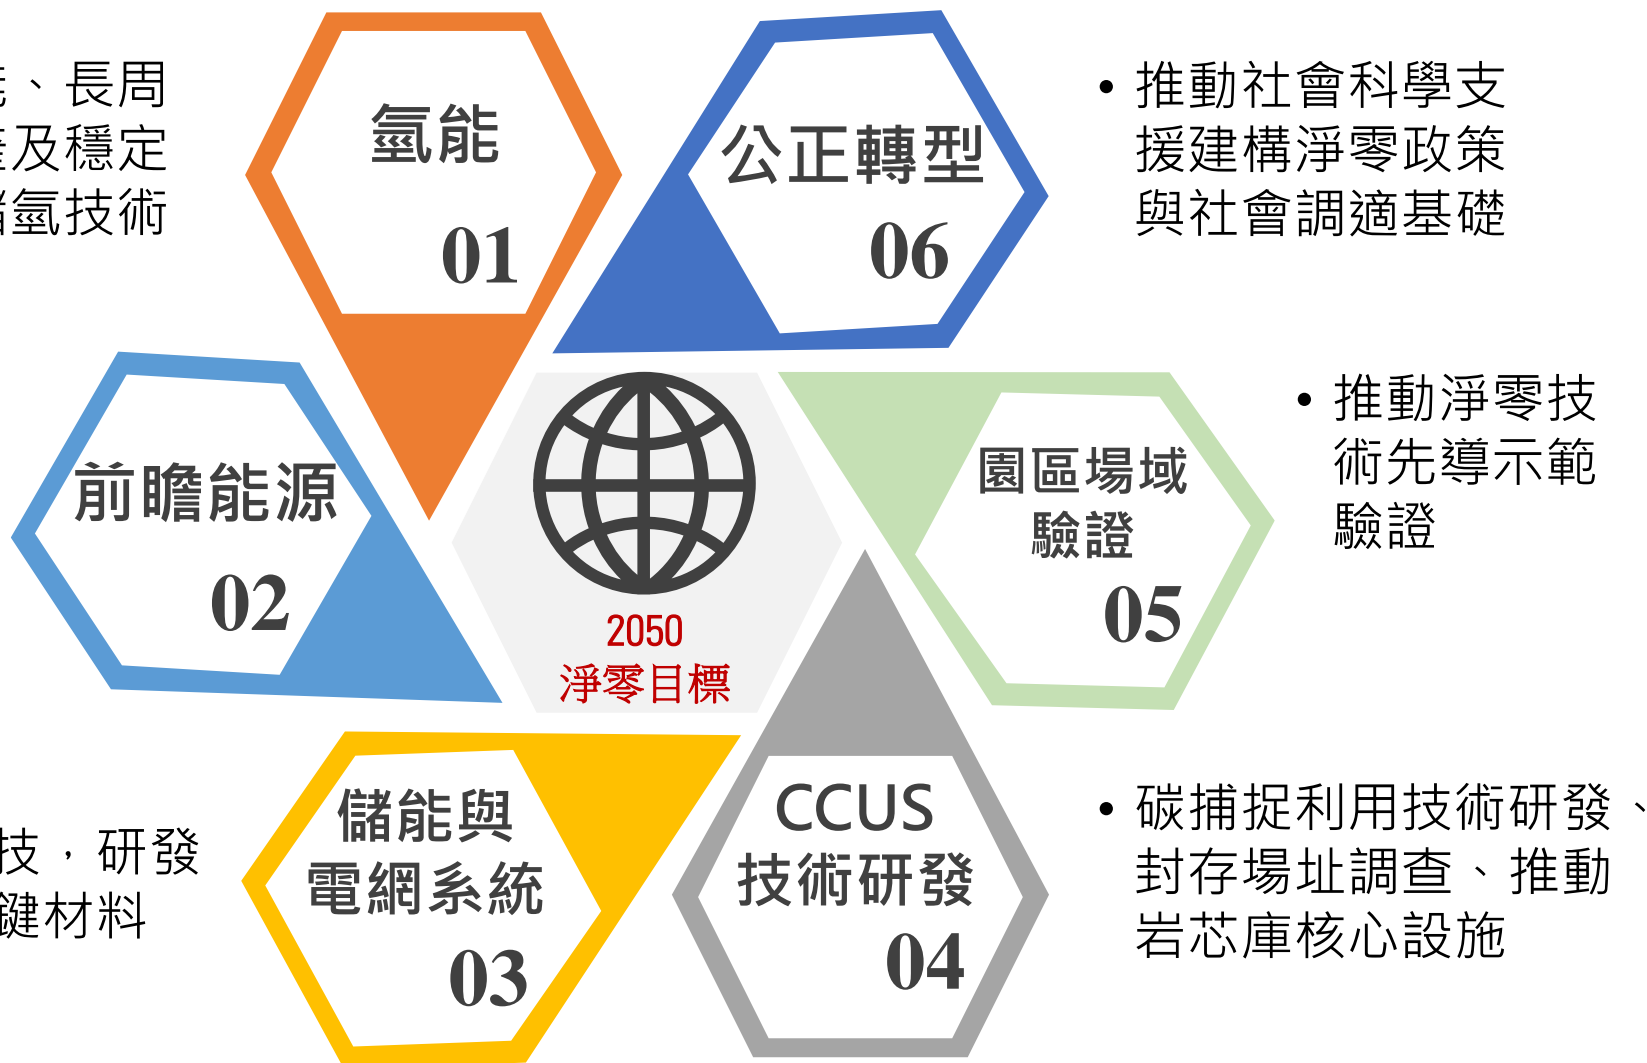 、長周
及穩定
氫技術
氫能
01
公正轉型
06
• 推動社會科學支
援建構淨零政策
與社會調適基礎
前瞻能源
02
2050
淨零目標
園區場域
驗證
05
• 推動淨零技
術先導示範
驗證
技，研發
鍵材料
儲能與
電網系統
03
CCUS
技術研發
04
• 碳捕捉利用技術研發、
封存場址調查、推動
岩芯庫核心設施